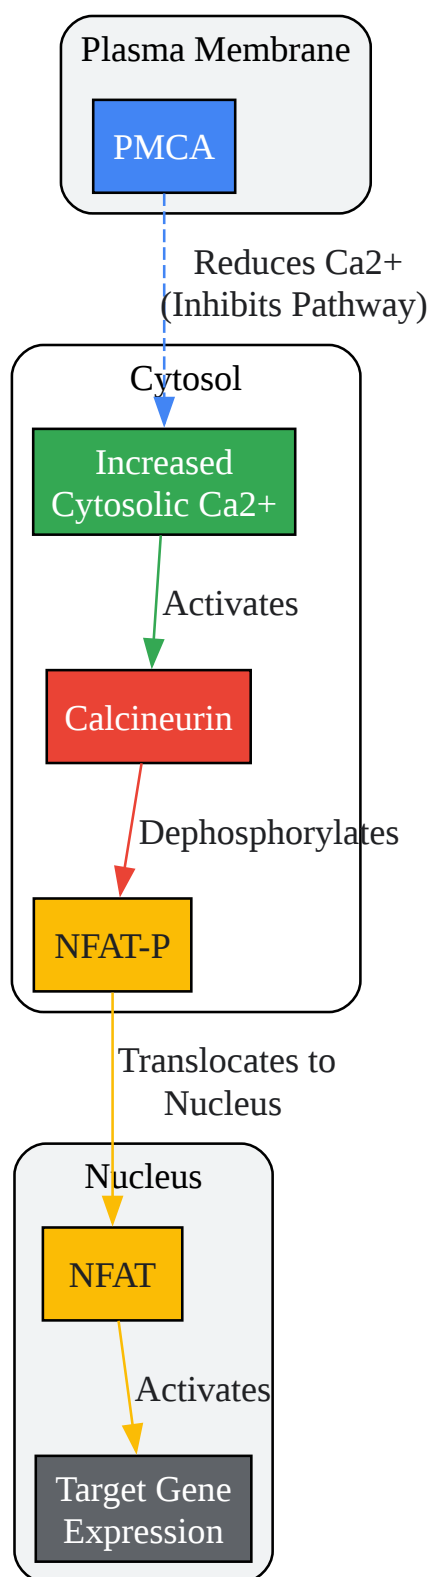 Plasma Membrane
PMCA
Reduces Ca2+
(Inhibits Pathway)
Cytosol
Increased
Cytosolic Ca2+
Activates
Calcineurin
Dephosphorylates
NFAT-P
Translocates to
Nucleus
Nucleus
NFAT
Activates
Target Gene
Expression